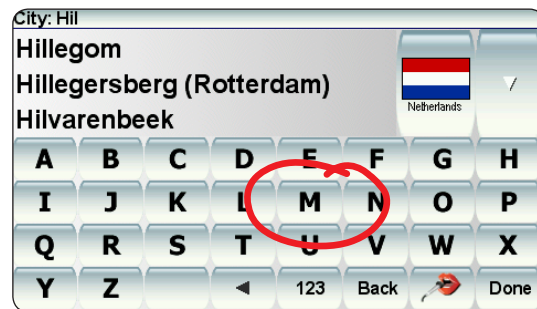 City: Hil
Hillegom
Hillegersberg (Rotterdam)
Hilvarenbeek
Netherlands
A B C D E F G H
I J K L M N O P
Q R S T U V W X
Y Z 123 Back Done